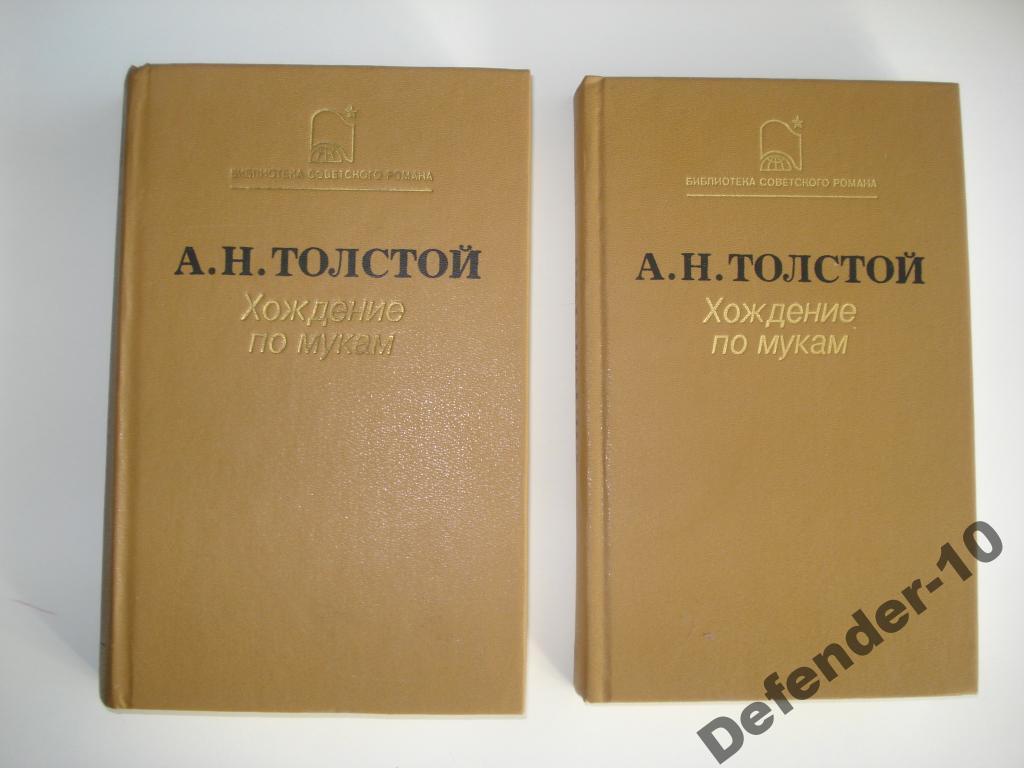 БИБЛИОТЕКА СОВЕТСКОГО РОМАНА
А.Н.ТОЛСТОЙ
Хождение
по мукам
БИБЛИОТЕКА СОВЕТСКОГО РОМАНА
А.Н.ТОЛСТОЙ
Хождение
по мукам
Defender-10